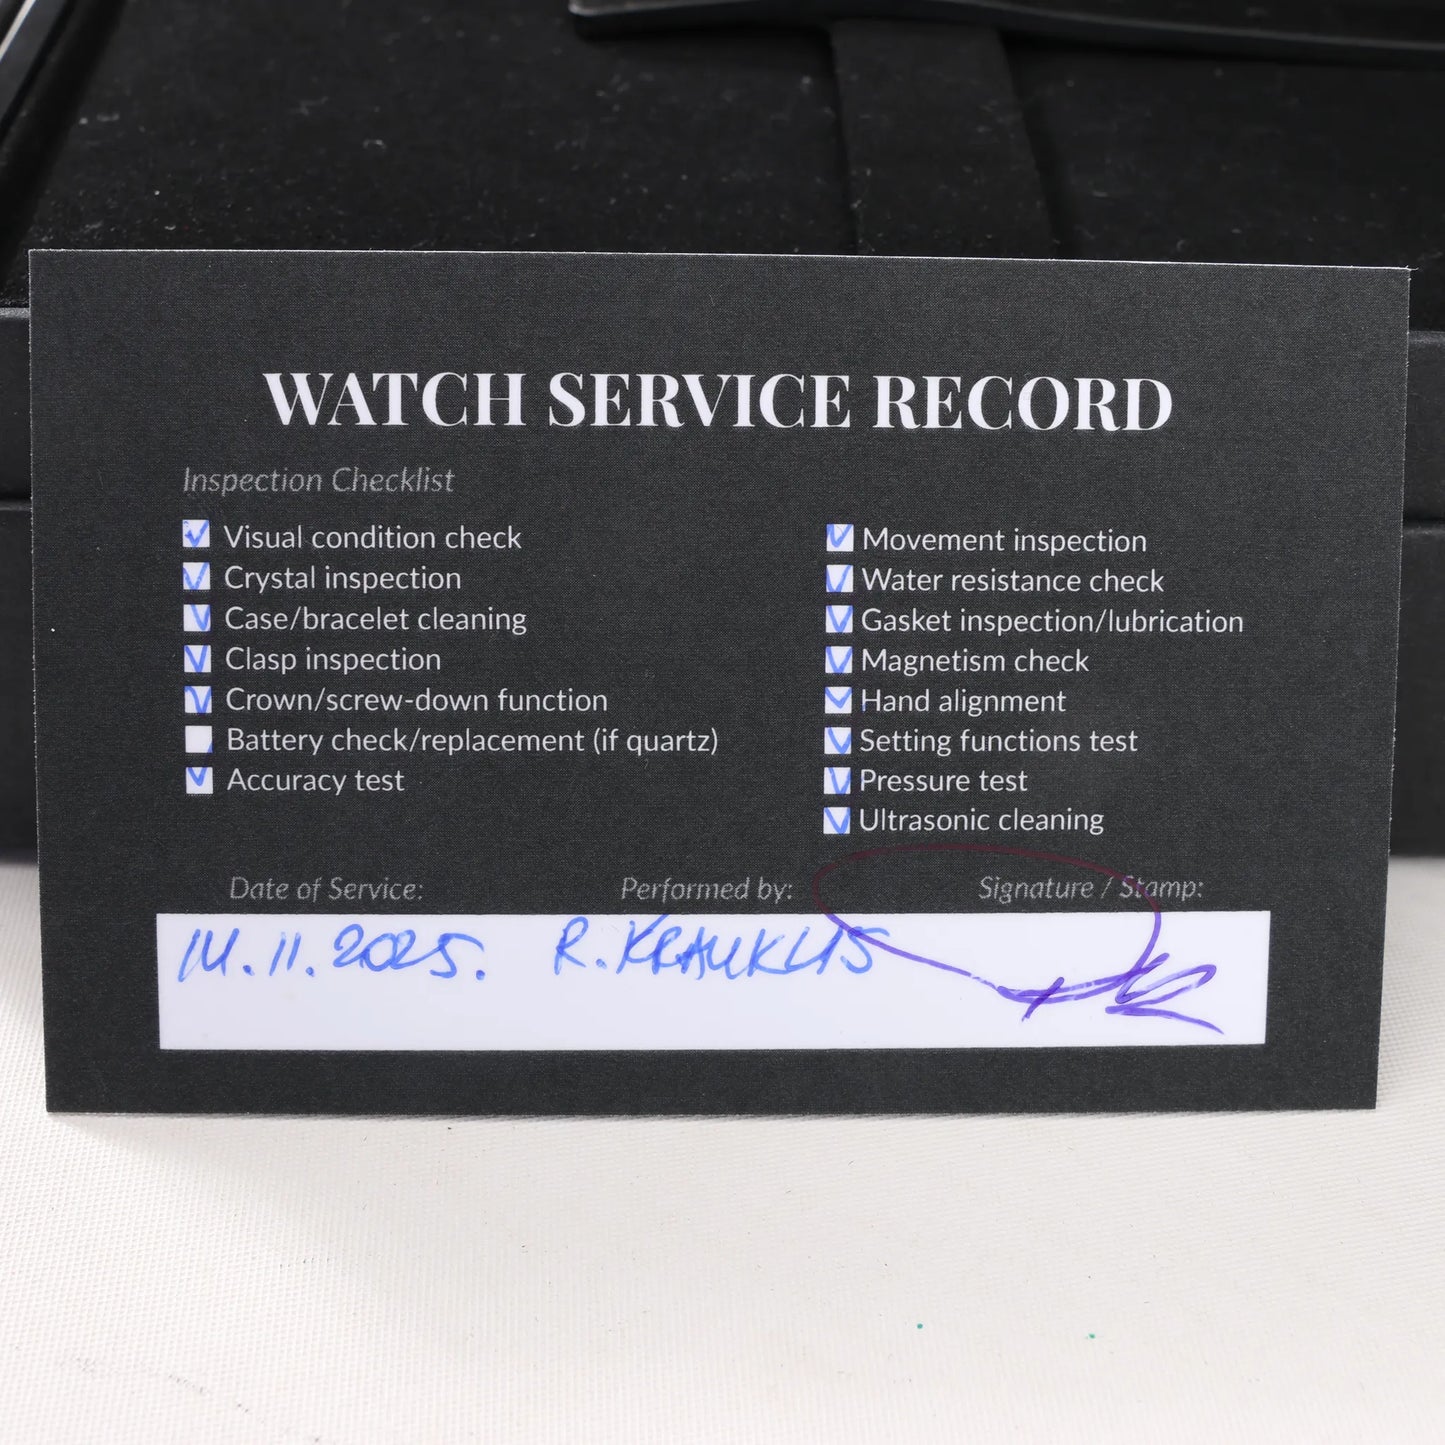 WATCH SERVICE RECORD
Inspection Checklist
Visual condition check
Crystal inspection
Case/bracelet cleaning
Clasp inspection
Crown/screw-down function
Battery check/replacement (if quartz)
Accuracy test
Movement inspection
Water resistance check
Gasket inspection/lubrication
Magnetism check
Hand alignment
Setting functions test
Pressure test
Ultrasonic cleaning
Date of Service: Performed by: Signature / Stamp:
14.11.2025. R. KRAUKLIS